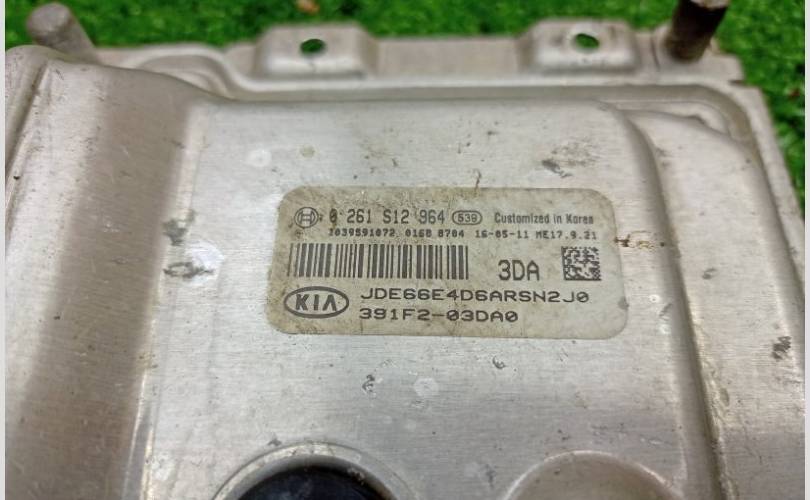 0 261 S12 964 539 Customized in Korea
1039S91072 0168 8704 16-05-11 ME17.9.21
3DA
KIA JDE66E4D6ARSN2J0
391F2-03DA0